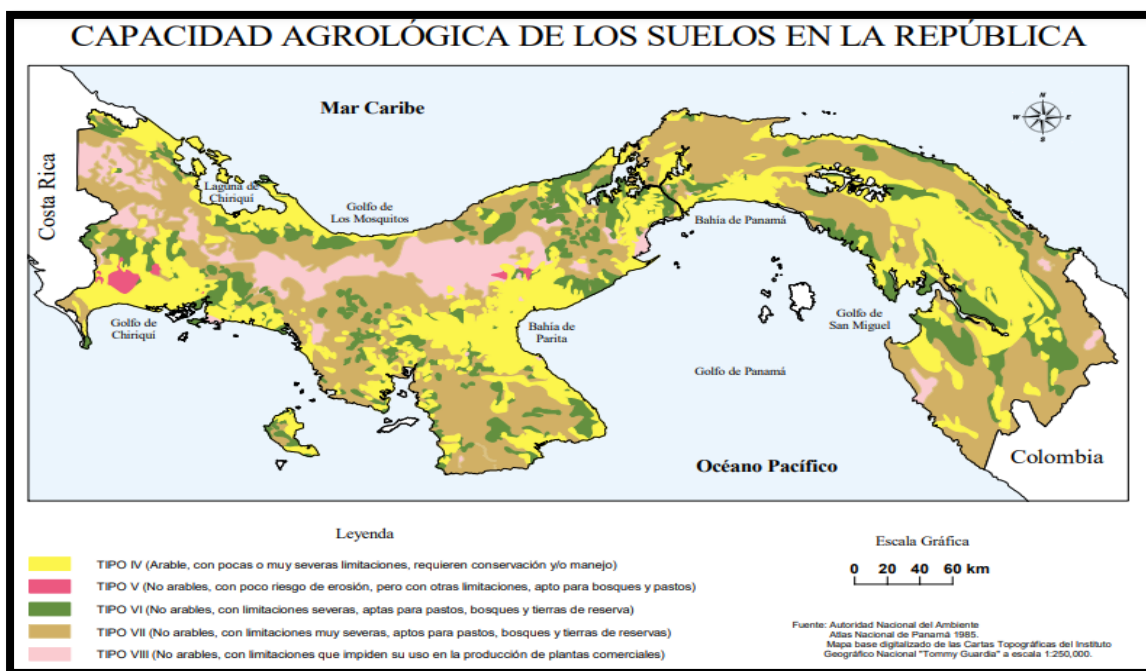 CAPACIDAD AGROLÓGICA DE LOS SUELOS EN LA REPÚBLICA
Mar Caribe
N
W
E
S
Costa Rica
Laguna de
Chiriquí
Golfo de
Los Mosquitos
Bahía de Panamá
Golfo de
Chiriquí
Bahía de
Parita
Golfo de
San Miguel
Golfo de Panamá
Océano Pacífico
Colombia
Leyenda
TIPO IV (Arable, con pocas o muy severas limitaciones, requieren conservación y/o manejo)
TIPO V (No arables, con poco riesgo de erosión, pero con otras limitaciones, apto para bosques y pastos)
TIPO VI (No arables, con limitaciones severas, aptas para pastos, bosques y tierras de reserva)
TIPO VII (No arables, con limitaciones muy severas, aptos para pastos, bosques y tierras de reservas)
TIPO VIII (No arables, con limitaciones que impiden su uso en la producción de plantas comerciales)
Escala Gráfica
0 20 40 60 km
Fuente: Autoridad Nacional del Ambiente
Atlas Nacional de Panamá 1985.
Mapa base digitalizado de las Cartas Topográficas del Instituto
Geográfico Nacional "Tommy Guardia" a escala 1:250,000.